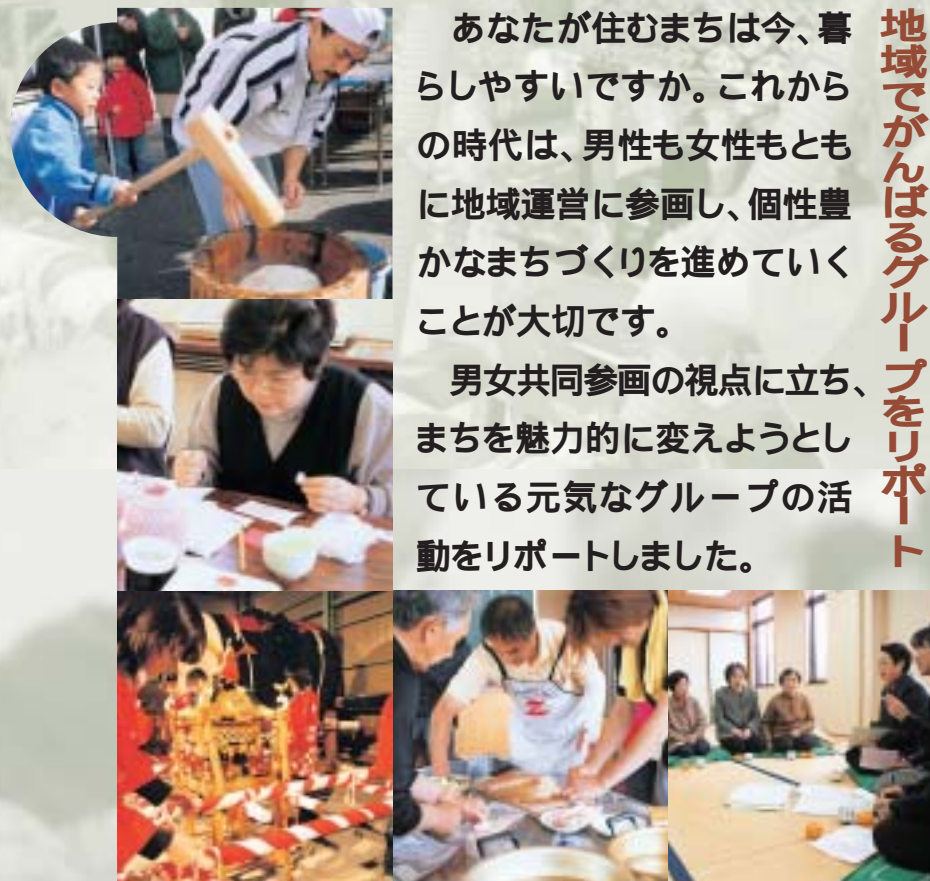 地域でがんばるグループをリポート
あなたが住むまちは今、暮
らしやすいですか。これから
の時代は、男性も女性もとも
に地域運営に参画し、個性豊
かなまちづくりを進めていく
ことが大切です。
男女共同参画の視点に立ち、
まちを魅力的に変えようとし
ている元気なグループの活
動をリポートしました。